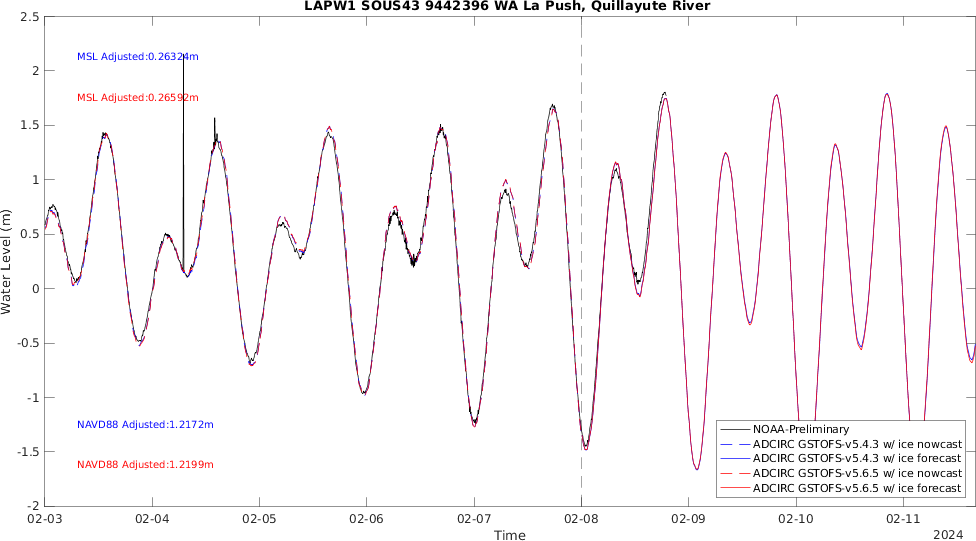 LAPW1 SOUS43 9442396 WA La Push, Quillayute River
2.5
2
1.5
1
0.5
0
-0.5
-1
-1.5
-2
Water Level (m)
MSL Adjusted:0.26324m
MSL Adjusted:0.26592m
NAVD88 Adjusted:1.2172m
NAVD88 Adjusted:1.2199m
NOAA-Preliminary
ADCIRC GSTOFS-v5.4.3 w/ ice nowcast
ADCIRC GSTOFS-v5.4.3 w/ ice forecast
ADCIRC GSTOFS-v5.6.5 w/ ice nowcast
ADCIRC GSTOFS-v5.6.5 w/ ice forecast
02-03 02-04 02-05 02-06 02-07 02-08 02-09 02-10 02-11
Time
2024